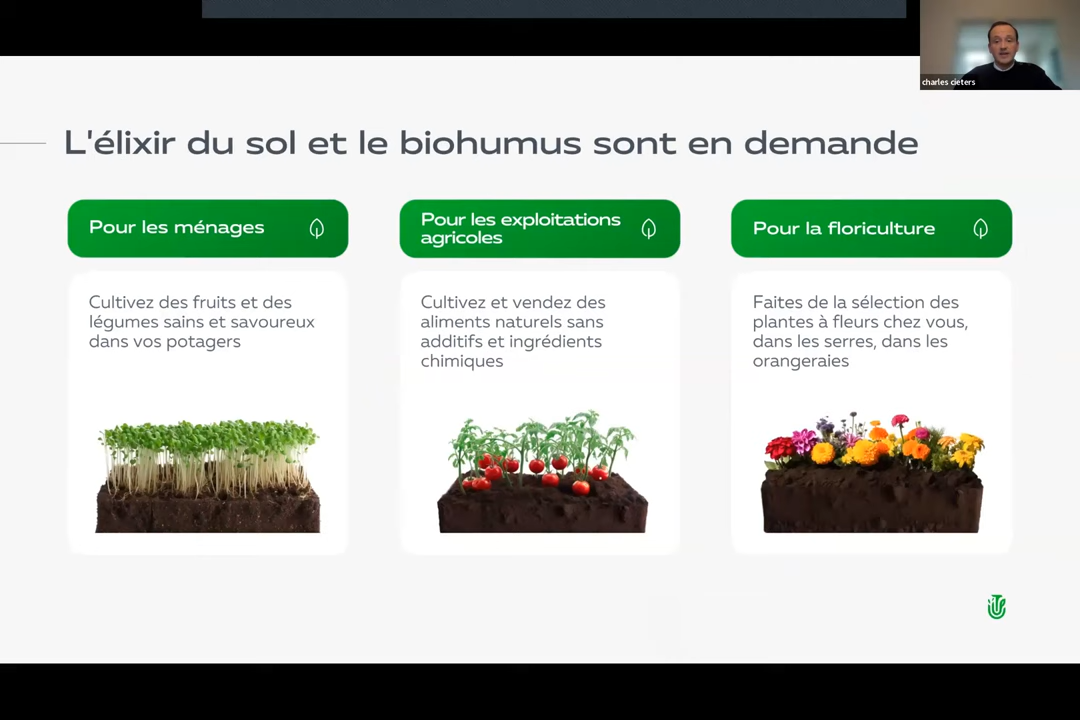 charles cieters
L'élixir du sol et le biohumus sont en demande
Pour les ménages
Cultivez des fruits et des
légumes sains et savoureux
dans vos potagers
Pour les exploitations
agricoles
Cultivez et vendez des
aliments naturels sans
additifs et ingrédients
chimiques
Pour la floriculture
Faites de la sélection des
plantes à fleurs chez vous,
dans les serres, dans les
orangeraies